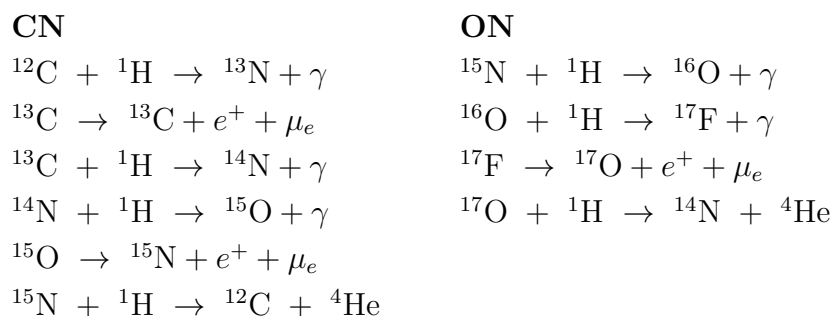 CN
¹²C + ¹H → ¹³N + γ
¹³C → ¹³C + e⁺ + μₑ
¹³C + ¹H → ¹⁴N + γ
¹⁴N + ¹H → ¹⁵O + γ
¹⁵O → ¹⁵N + e⁺ + μₑ
¹⁵N + ¹H → ¹²C + ⁴He
ON
¹⁵N + ¹H → ¹⁶O + γ
¹⁶O + ¹H → ¹⁷F + γ
¹⁷F → ¹⁷O + e⁺ + μₑ
¹⁷O + ¹H → ¹⁴N + ⁴He